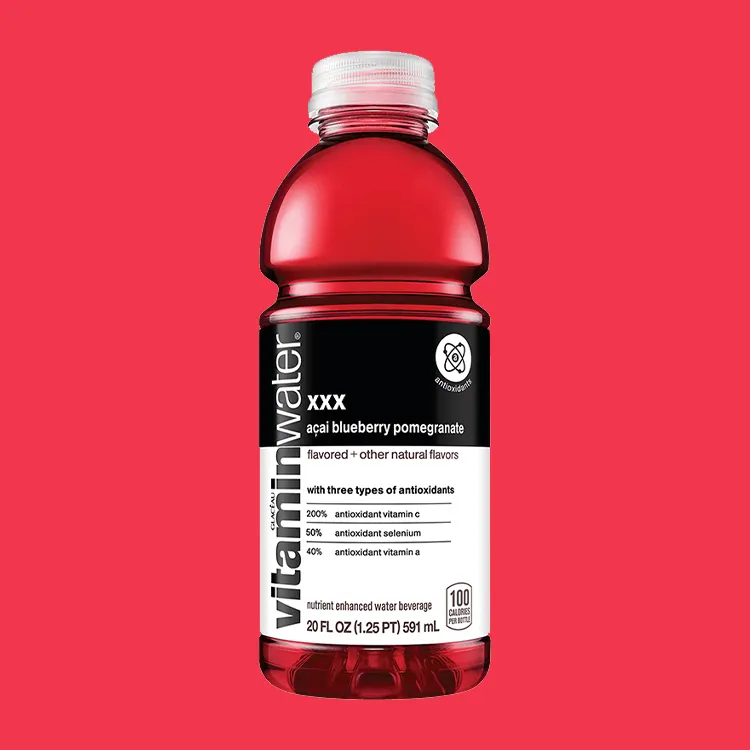 GLACÉAU
vitaminwater®
antioxidants
xxx
açai blueberry pomegranate
flavored + other natural flavors
with three types of antioxidants
200% antioxidant vitamin c
50% antioxidant selenium
40% antioxidant vitamin a
nutrient enhanced water beverage
20 FL OZ (1.25 PT) 591 mL
100
CALORIES
PER BOTTLE